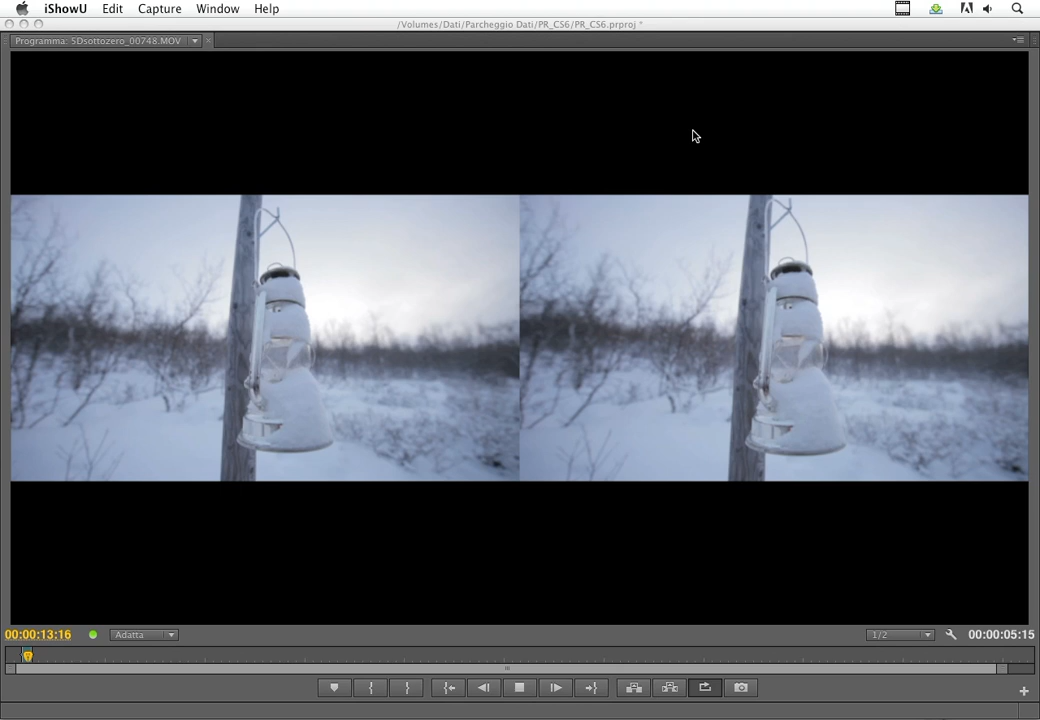 iShowU Edit Capture Window Help
/Volumes/Dati/Parcheggio Dati/PR_CS6/PR_CS6.prproj *
Programma: 5Dsottozero_00748.MOV
00:00:13:16 Adatta 1/2 00:00:05:15